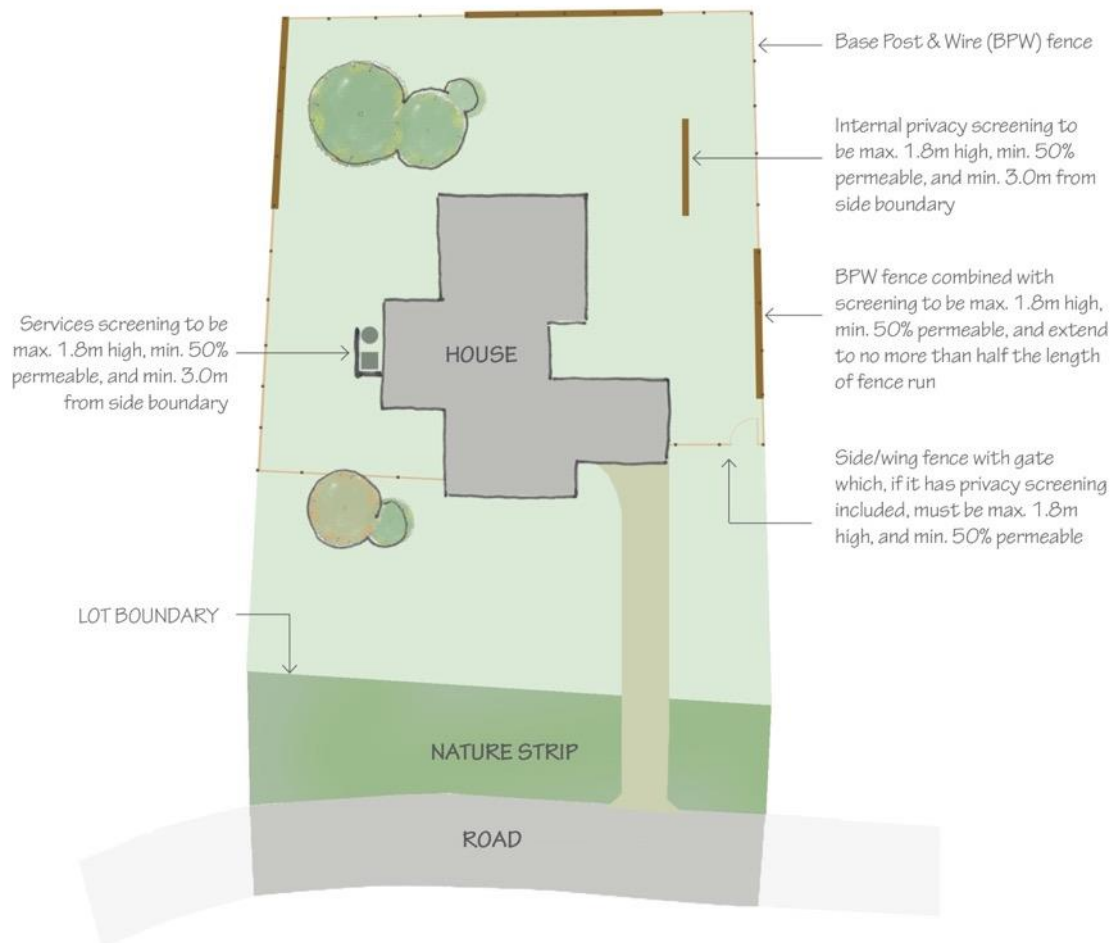 Base Post & Wire (BPW) fence
Internal privacy screening to
be max. 1.8m high, min. 50%
permeable, and min. 3.0m from
side boundary
BPW fence combined with
screening to be max. 1.8m high,
min. 50% permeable, and extend
to no more than half the length
of fence run
Services screening to be
max. 1.8m high, min. 50%
permeable, and min. 3.0m
from side boundary
HOUSE
Side/wing fence with gate
which, if it has privacy screening
included, must be max. 1.8m
high, and min. 50% permeable
LOT BOUNDARY
NATURE STRIP
ROAD